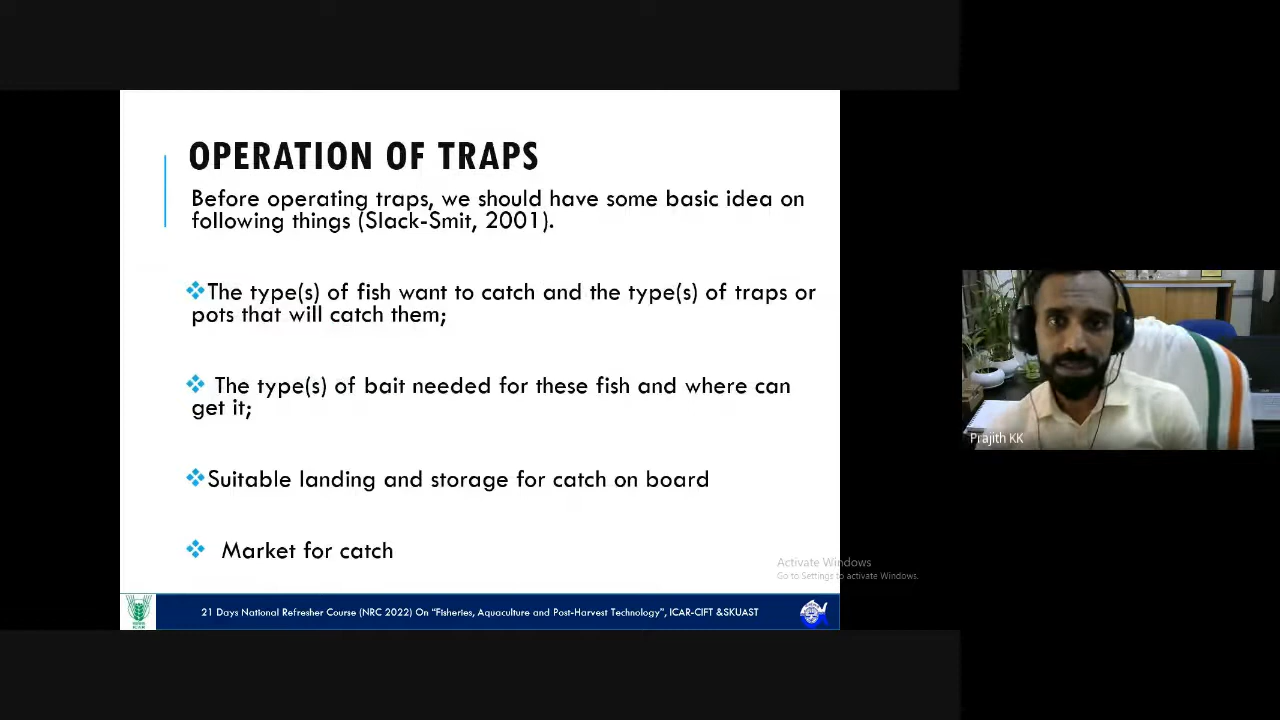 OPERATION OF TRAPS
Before operating traps, we should have some basic idea on
following things (Slack-Smit, 2001).
The type(s) of fish want to catch and the type(s) of traps or
pots that will catch them;
The type(s) of bait needed for these fish and where can
get it;
Suitable landing and storage for catch on board
Market for catch
Activate Windows
Go to Settings to activate Windows.
21 Days National Refresher Course (NRC 2022) On "Fisheries, Aquaculture and Post-Harvest Technology", ICAR-CIFT &SKUAST
ICAR
Prajith KK